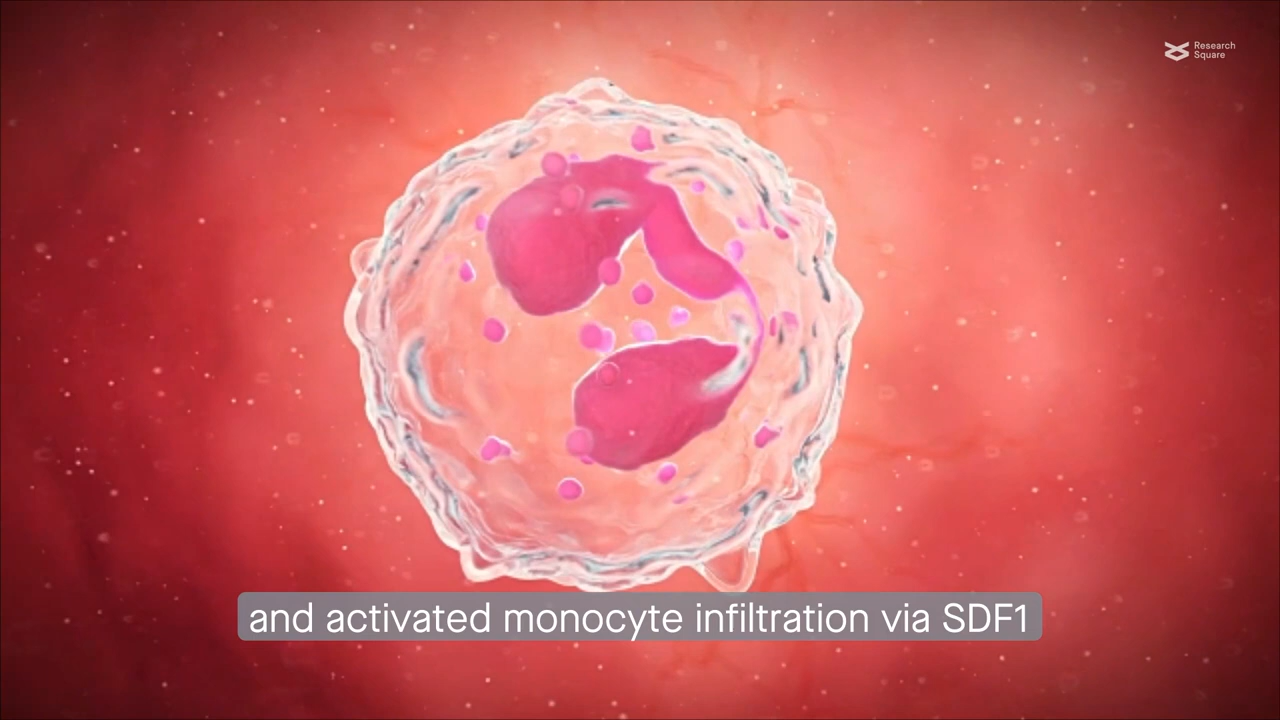 Research
Square
and activated monocyte infiltration via SDF1